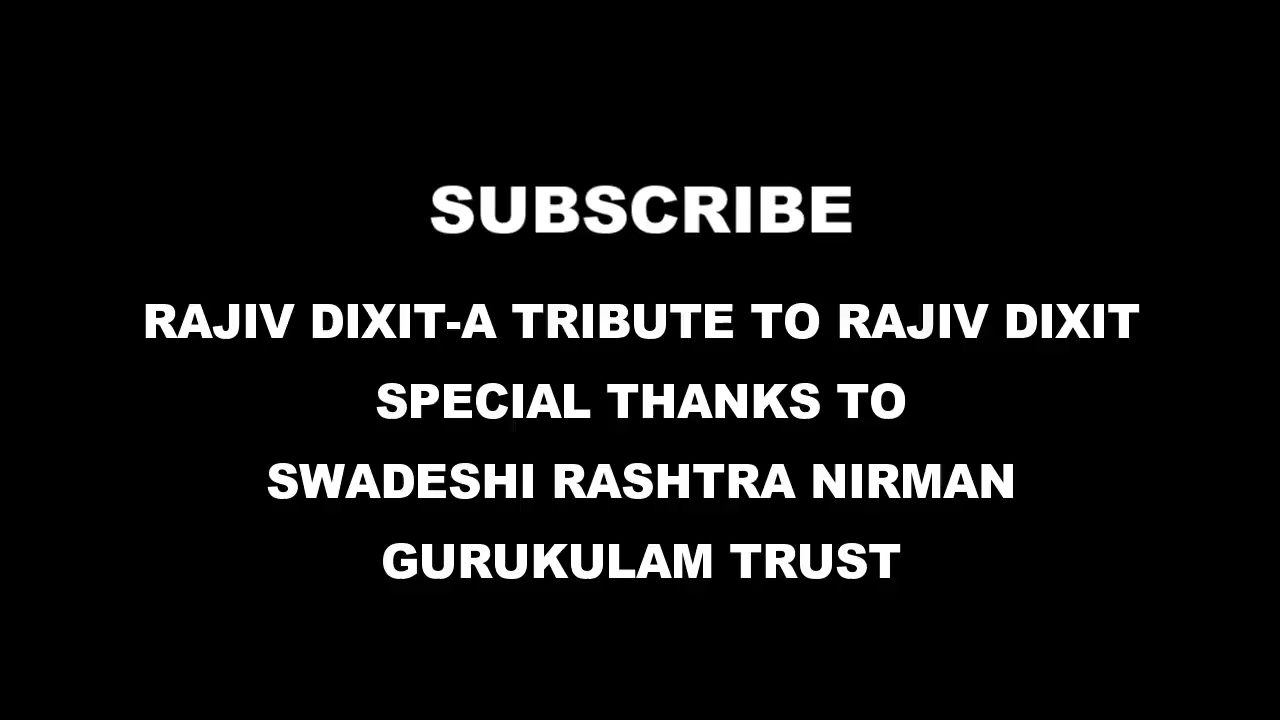 SUBSCRIBE
RAJIV DIXIT-A TRIBUTE TO RAJIV DIXIT
SPECIAL THANKS TO
SWADESHI RASHTRA NIRMAN
GURUKULAM TRUST